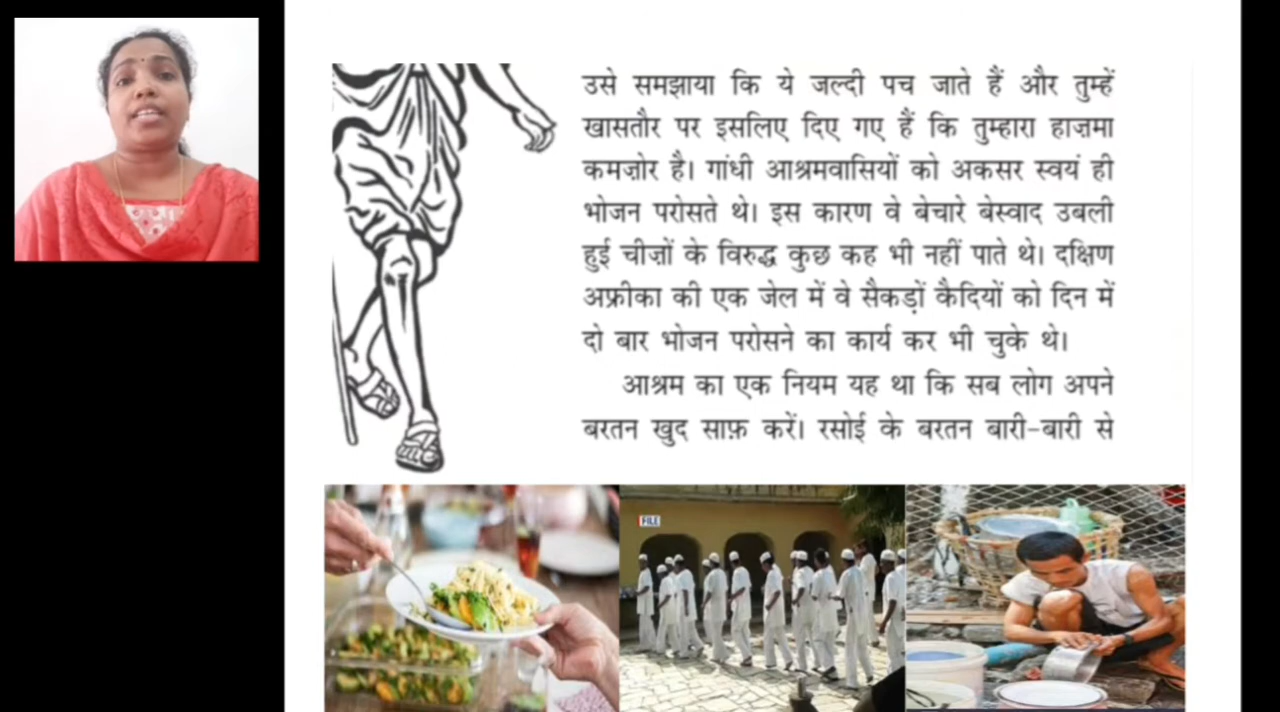 उसे समझाया कि ये जल्दी पच जाते हैं और तुम्हें
खासतौर पर इसलिए दिए गए हैं कि तुम्हारा हाज़मा
कमज़ोर है। गांधी आश्रमवासियों को अकसर स्वयं ही
भोजन परोसते थे। इस कारण वे बेचारे बेस्वाद उबली
हुई चीज़ों के विरुद्ध कुछ कह भी नहीं पाते थे। दक्षिण
अफ्रीका की एक जेल में वे सैकड़ों कैदियों को दिन में
दो बार भोजन परोसने का कार्य कर भी चुके थे।
आश्रम का एक नियम यह था कि सब लोग अपने
बरतन खुद साफ़ करें। रसोई के बरतन बारी-बारी से
FILE